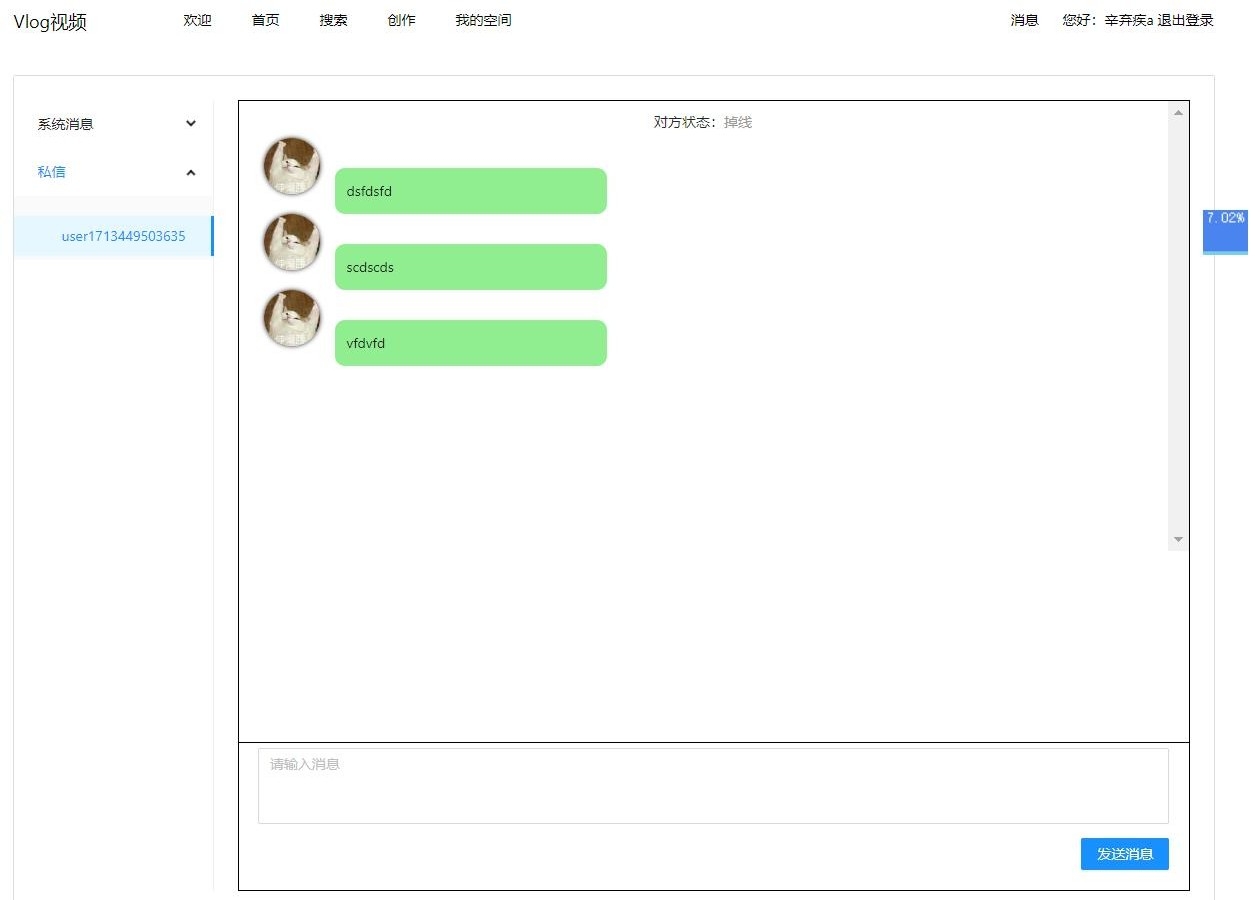 Vlog视频 欢迎 首页 搜索 创作 我的空间 消息 您好：辛弃疾a 退出登录
系统消息
私信
user1713449503635
对方状态：掉线
dsfdsfd
scdscds
vfdvfd
7.02%
请输入消息
发送消息